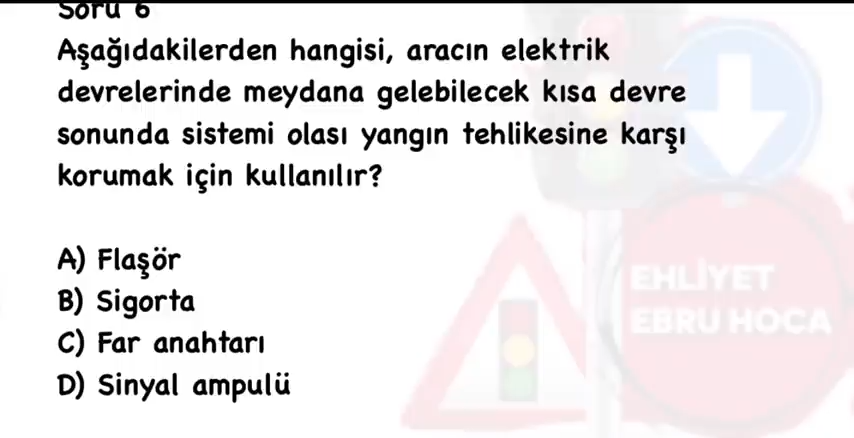 Soru 6
Aşağıdakilerden hangisi, aracın elektrik
devrelerinde meydana gelebilecek kısa devre
sonunda sistemi olası yangın tehlikesine karşı
korumak için kullanılır?
A) Flaşör
B) Sigorta
C) Far anahtarı
D) Sinyal ampulü
EHLİYET
EBRU HOCA